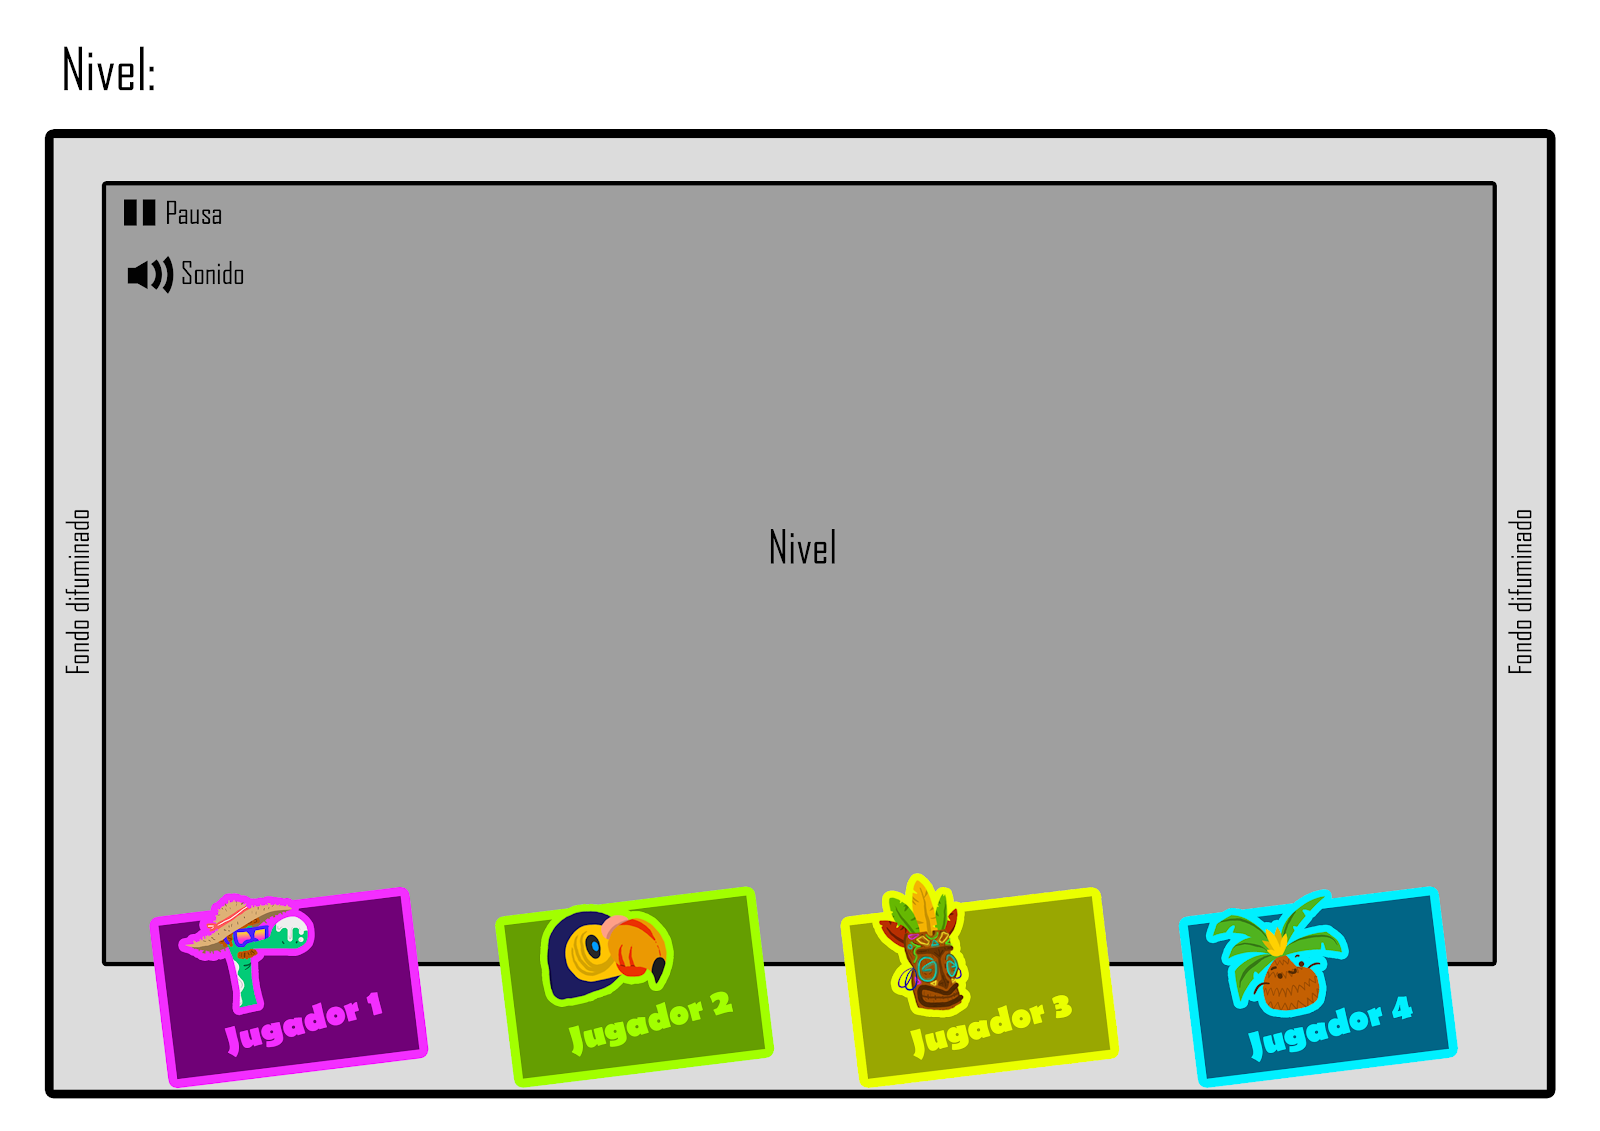 Nivel:
Pausa
Sonido
Nivel
Fondo difuminado
Fondo difuminado
Jugador 1
Jugador 2
Jugador 3
Jugador 4